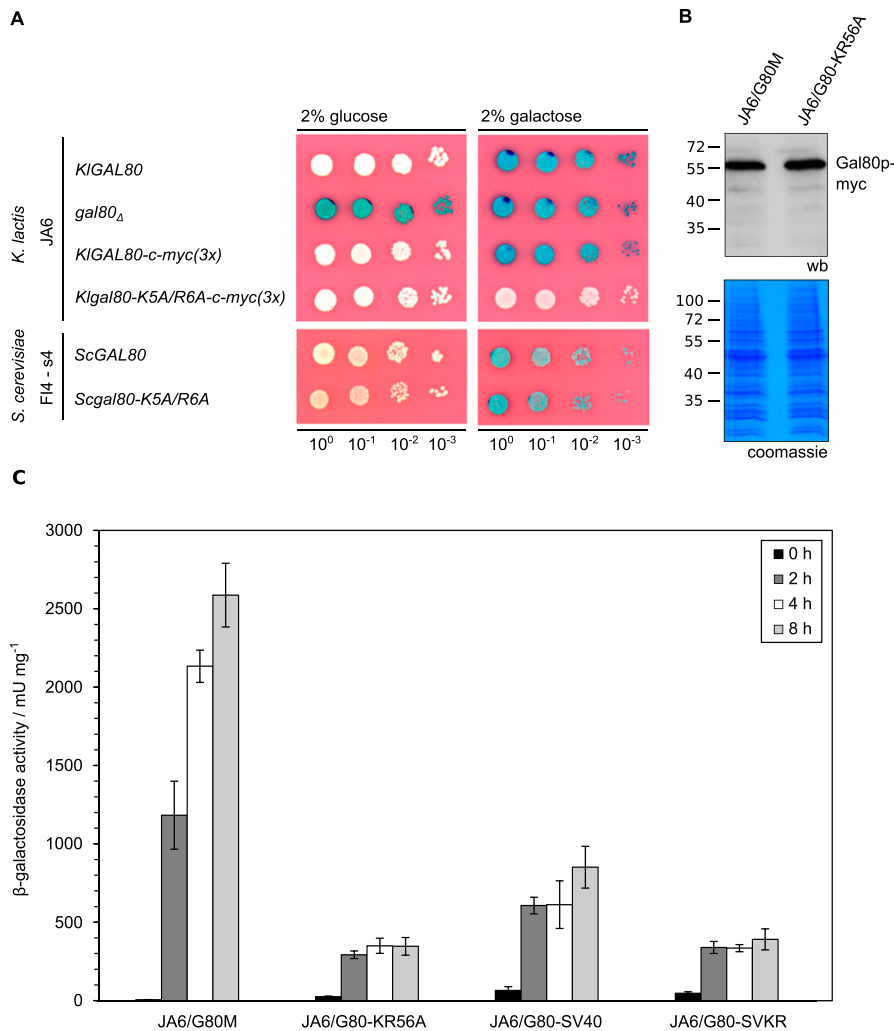 A
2% glucose
2% galactose
K. lactis
JA6
KlGAL80
gal80Δ
KlGAL80-c-myc(3x)
Klgal80-K5A/R6A-c-myc(3x)
S. cerevisiae
FI4 - s4
ScGAL80
Scgal80-K5A/R6A
10⁰ 10⁻¹ 10⁻² 10⁻³
10⁰ 10⁻¹ 10⁻² 10⁻³
B
JA6/G80M
JA6/G80-KR56A
72
55
40
35
Gal80p-
myc
wb
100
72
55
40
35
coomassie
C
β-galactosidase activity / mU mg⁻¹
3000
2500
2000
1500
1000
500
0
0 h
2 h
4 h
8 h
JA6/G80M
JA6/G80-KR56A
JA6/G80-SV40
JA6/G80-SVKR